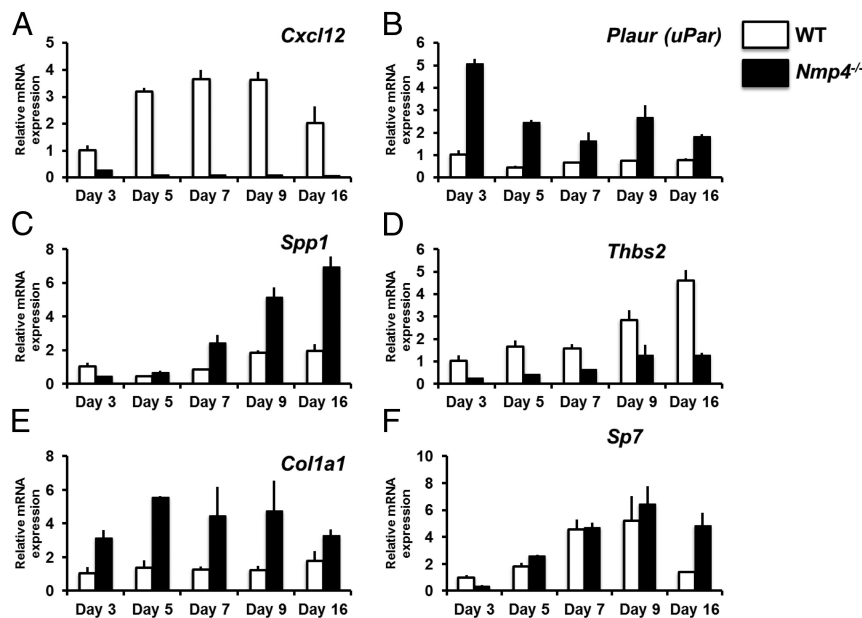 A
Cxcl12
Relative mRNA
expression
5
4
3
2
1
0
Day 3 Day 5 Day 7 Day 9 Day 16
B
Plaur (uPar)
Relative mRNA
expression
6
5
4
3
2
1
0
Day 3 Day 5 Day 7 Day 9 Day 16
WT
Nmp4-/-
C
Spp1
Relative mRNA
expression
8
6
4
2
0
Day 3 Day 5 Day 7 Day 9 Day 16
D
Thbs2
Relative mRNA
expression
6
5
4
3
2
1
0
Day 3 Day 5 Day 7 Day 9 Day 16
E
Col1a1
Relative mRNA
expression
8
6
4
2
0
Day 3 Day 5 Day 7 Day 9 Day 16
F
Sp7
Relative mRNA
expression
10
8
6
4
2
0
Day 3 Day 5 Day 7 Day 9 Day 16